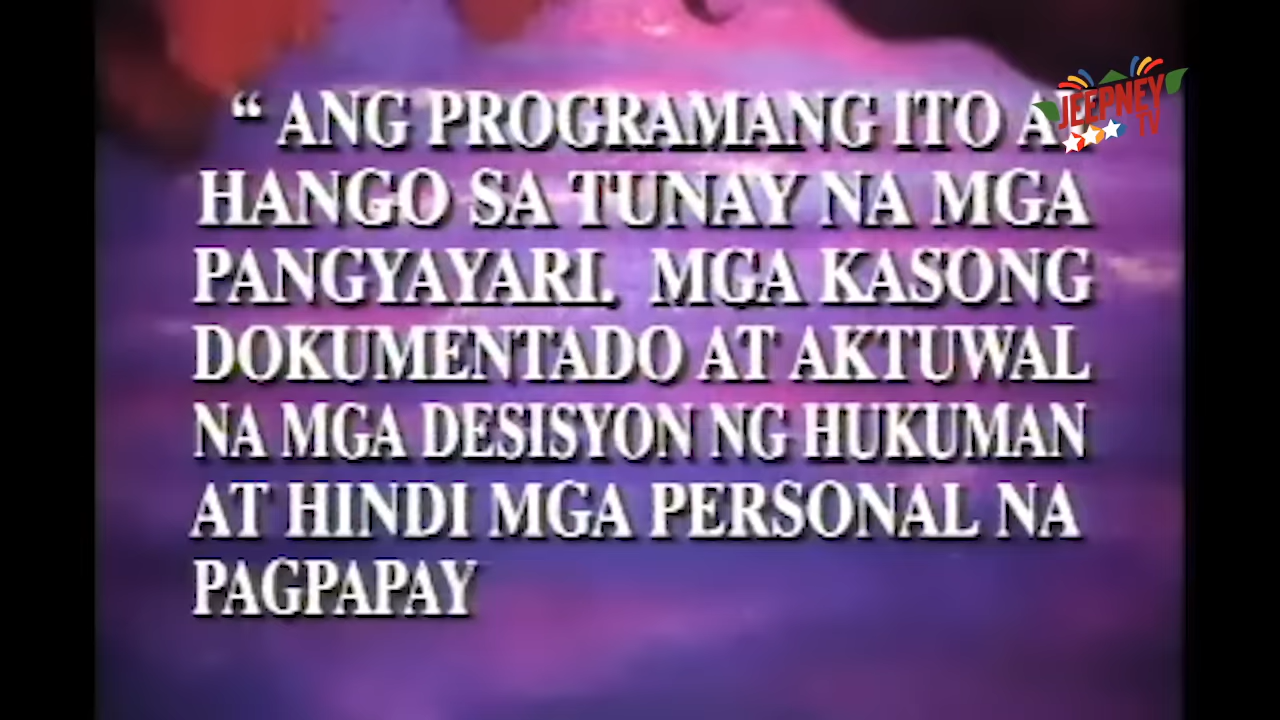 “ ANG PROGRAMANG ITO A
HANGO SA TUNAY NA MGA
PANGYAYARI. MGA KASONG
DOKUMENTADO AT AKTUWAL
NA MGA DESISYON NG HUKUMAN
AT HINDI MGA PERSONAL NA
PAGPAPAY
JEEPNEY
TV